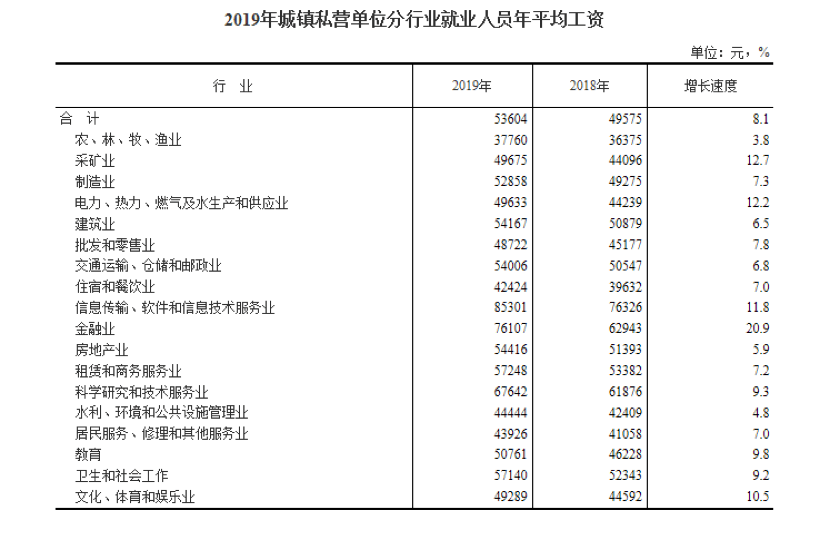 2019年城镇私营单位分行业就业人员年平均工资
单位：元，%
行 业 2019年 2018年 增长速度
合 计 53604 49575 8.1
农、林、牧、渔业 37760 36375 3.8
采矿业 49675 44096 12.7
制造业 52858 49275 7.3
电力、热力、燃气及水生产和供应业 49633 44239 12.2
建筑业 54167 50879 6.5
批发和零售业 48722 45177 7.8
交通运输、仓储和邮政业 54006 50547 6.8
住宿和餐饮业 42424 39632 7.0
信息传输、软件和信息技术服务业 85301 76326 11.8
金融业 76107 62943 20.9
房地产业 54416 51393 5.9
租赁和商务服务业 57248 53382 7.2
科学研究和技术服务业 67642 61876 9.3
水利、环境和公共设施管理业 44444 42409 4.8
居民服务、修理和其他服务业 43926 41058 7.0
教育 50761 46228 9.8
卫生和社会工作 57140 52343 9.2
文化、体育和娱乐业 49289 44592 10.5